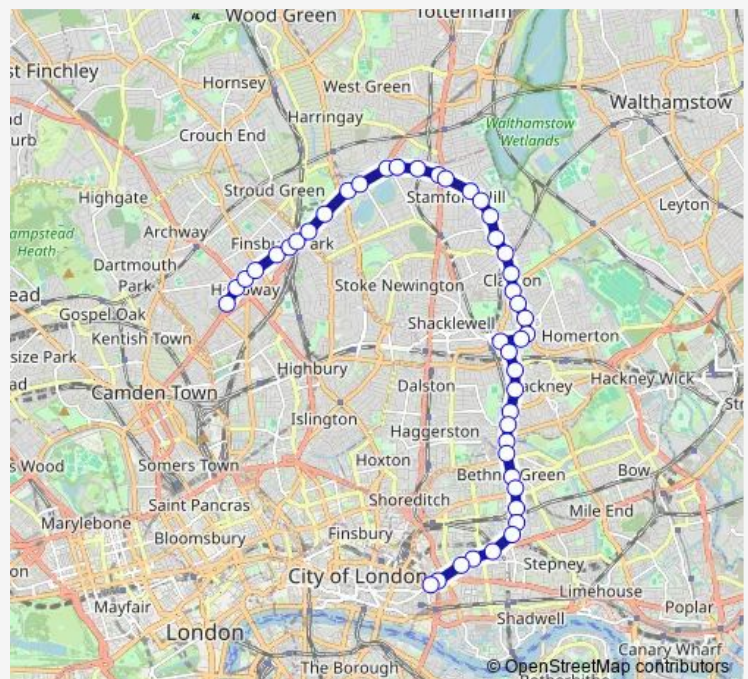 Wood Green
Tottenham
st Finchley
Hornsey
West Green
Walthamstow
Harringay
Crouch End
Walthamstow
Wetlands
Highgate
Stroud Green
Leyton
Archway
Heath
Dartmouth
Park
Stoke Newington
Gospel Oak
Shacklewell
Homerton
Kentish Town
Highbury
Camden Town
Dalston
Hackney Wick
Islington
Haggerston
Somers Town
Hoxton
Bow
Saint Pancras
Shoreditch
Marylebone
Mile End
Bloomsbury
Finsbury
City of London
Stepney
Limehouse
Mayfair
Poplar
Shadwell
London
Canary Wharf
The Borough
© OpenStreetMap contributors